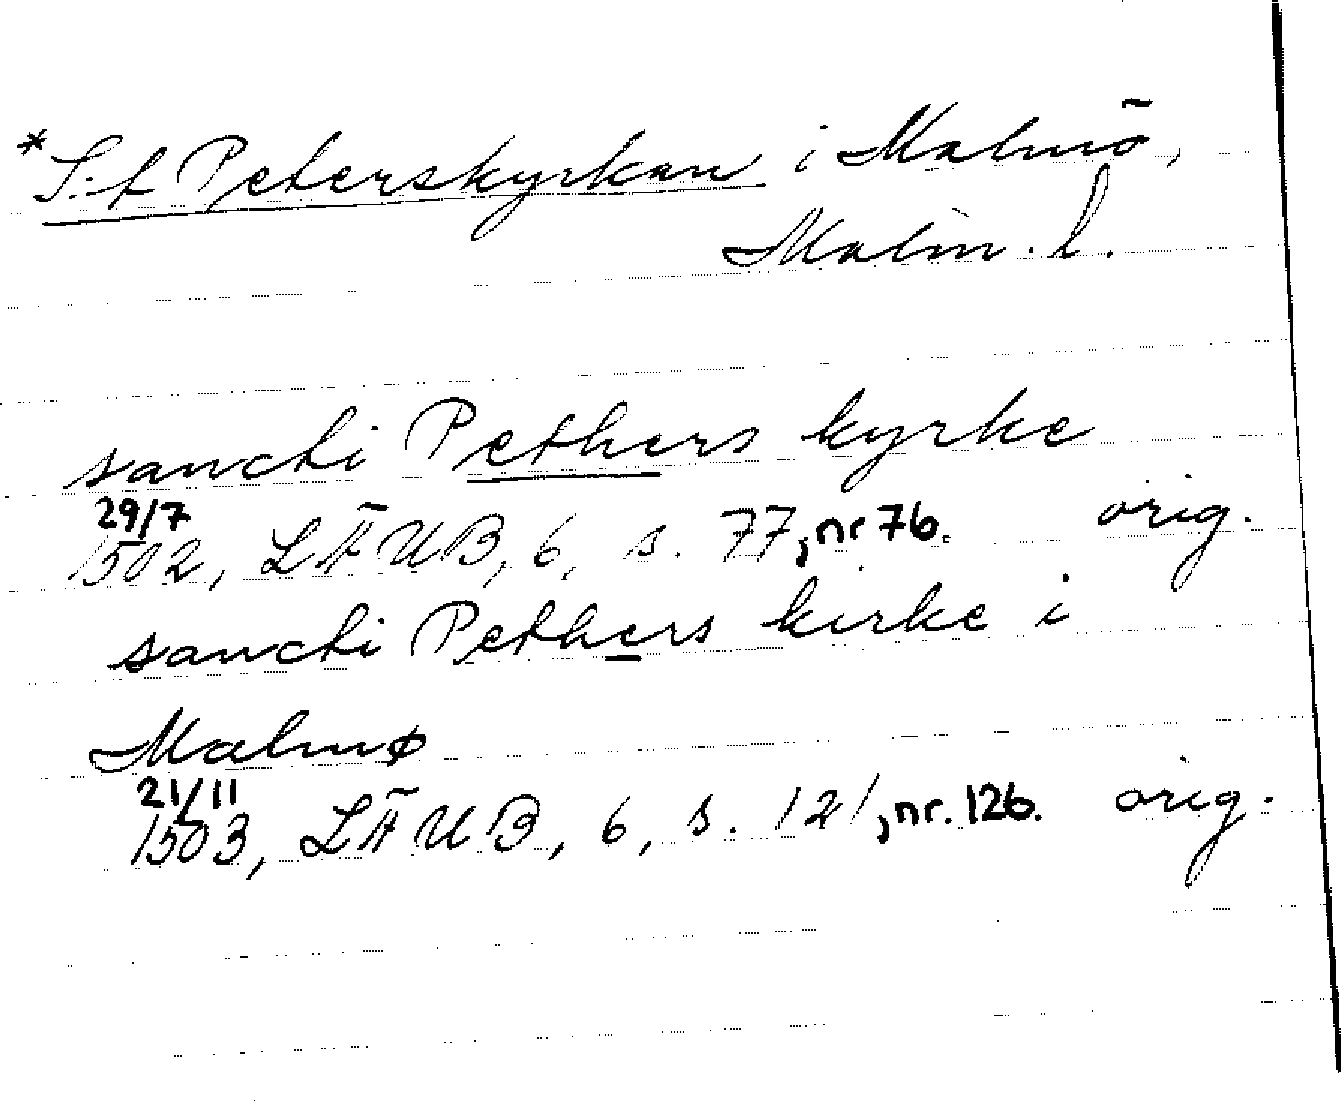 *S:t Peterskyrkan i Malmö,
Malm. l.
sancti Pethers kyrke
29/7
1502, LÄUB, 6, s. 77, nr 76. orig.
sancti Pethers kirke i
Malmø
21/11
1503, LÄUB, 6, s. 121, nr. 126. orig.